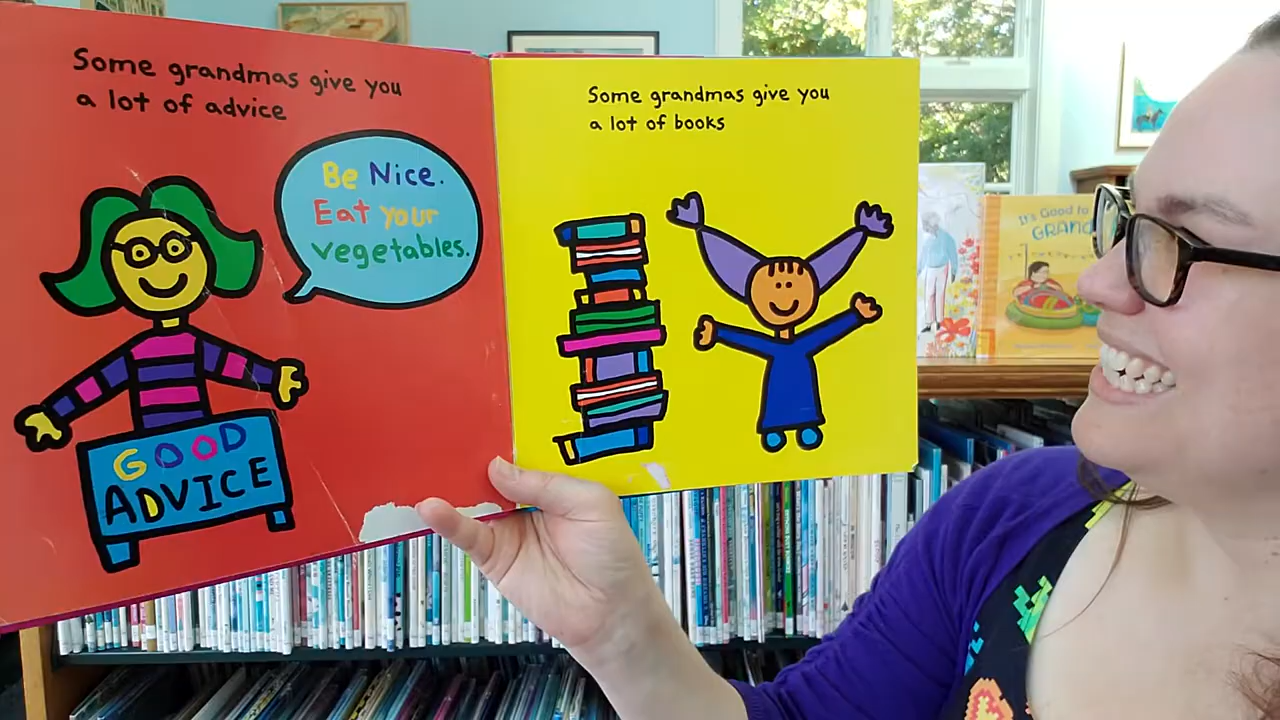 Some grandmas give you
a lot of advice
Be Nice.
Eat your
vegetables.
GOOD
ADVICE
Some grandmas give you
a lot of books
It's Good to